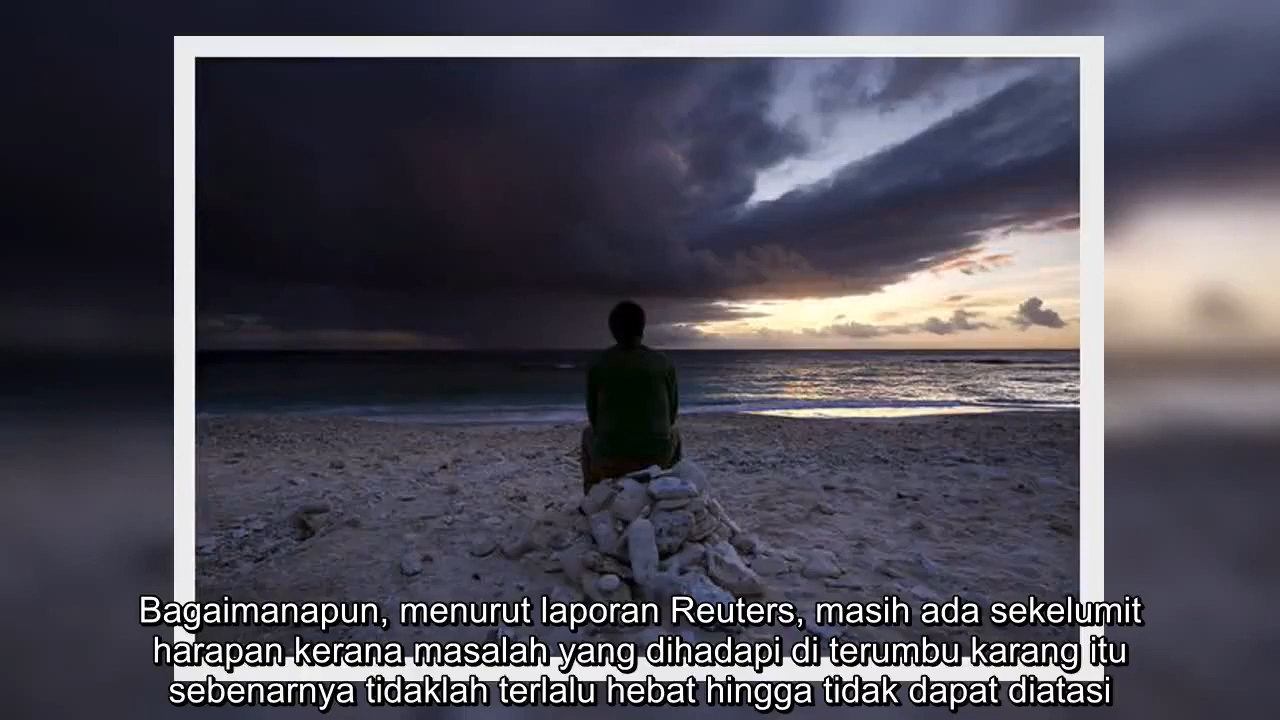 Bagaimanapun, menurut laporan Reuters, masih ada sekelumit
harapan kerana masalah yang dihadapi di terumbu karang itu
sebenarnya tidaklah terlalu hebat hingga tidak dapat diatasi